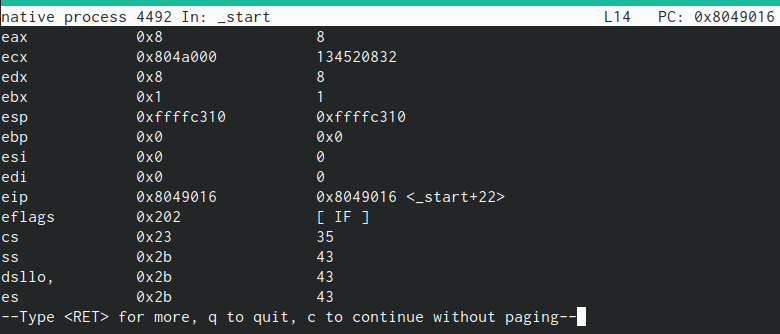 native process 4492 In: _start L14 PC: 0x8049016
eax 0x8 8
ecx 0x804a000 134520832
edx 0x8 8
ebx 0x1 1
esp 0xffffc310 0xffffc310
ebp 0x0 0x0
esi 0x0 0
edi 0x0 0
eip 0x8049016 0x8049016 <_start+22>
eflags 0x202 [ IF ]
cs 0x23 35
ss 0x2b 43
dsllo, 0x2b 43
es 0x2b 43
--Type <RET> for more, q to quit, c to continue without paging--